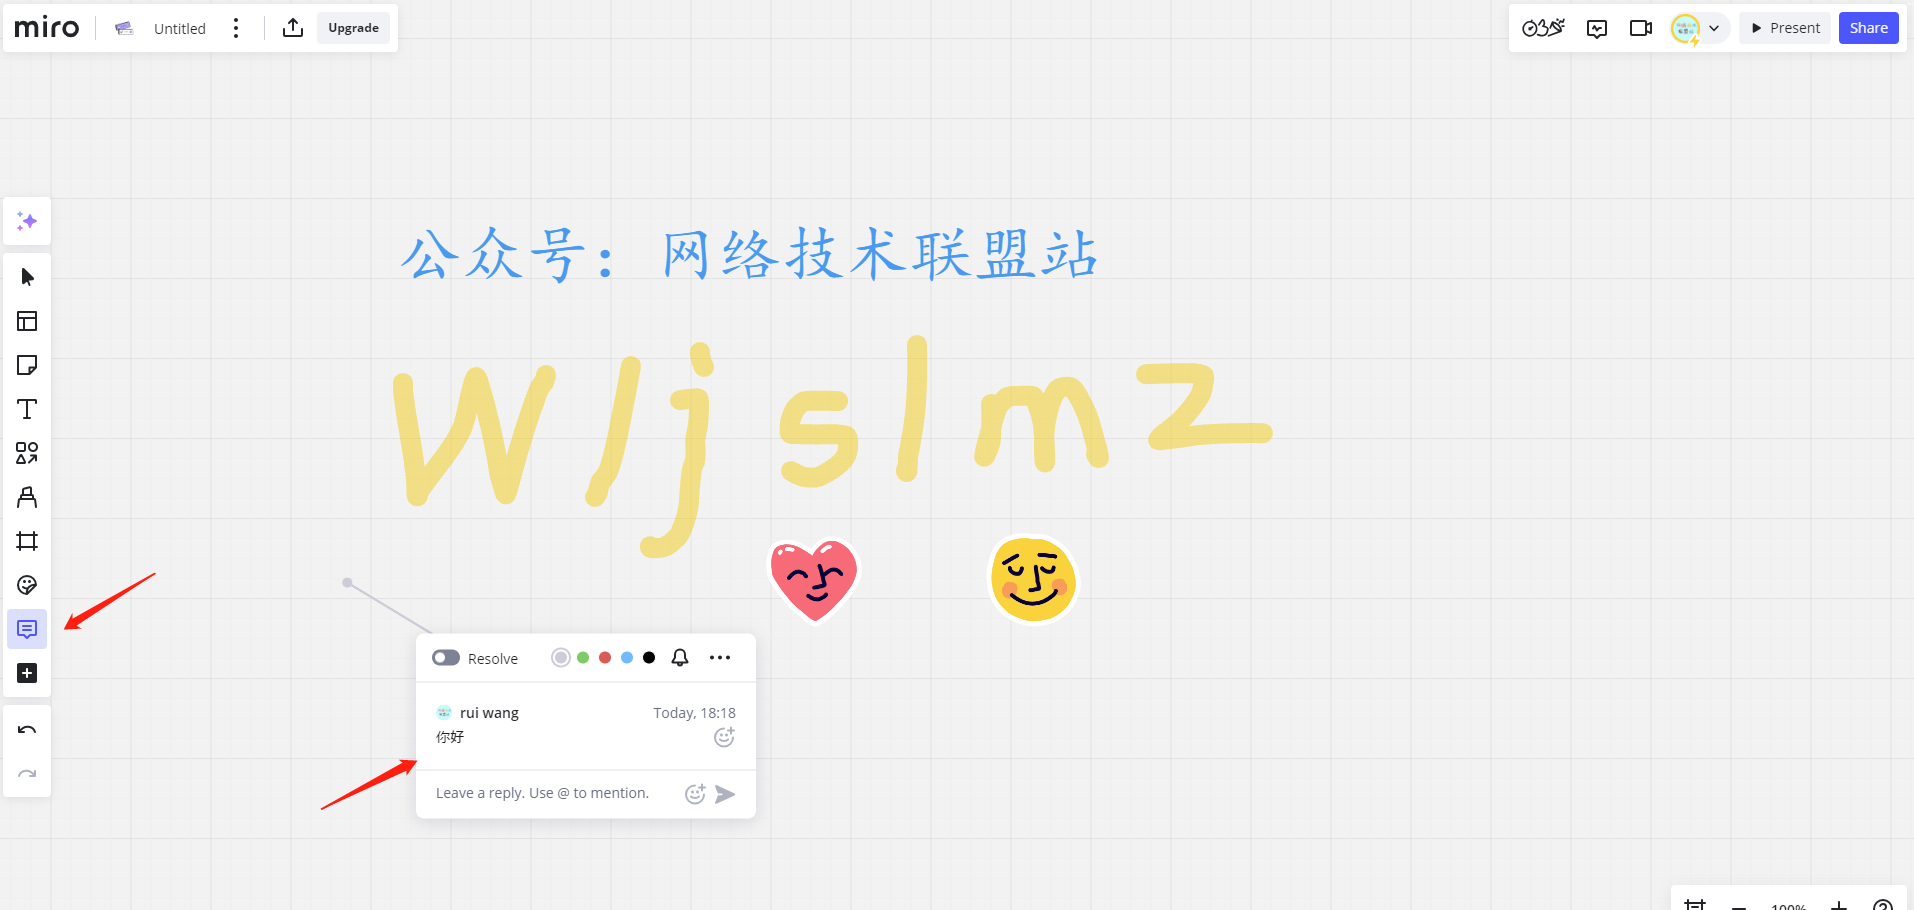 miro
Untitled
Upgrade
Present
Share
公众号：网络技术联盟站
Wljslmz
Resolve
rui wang
Today, 18:18
你好
Leave a reply. Use @ to mention.
100%